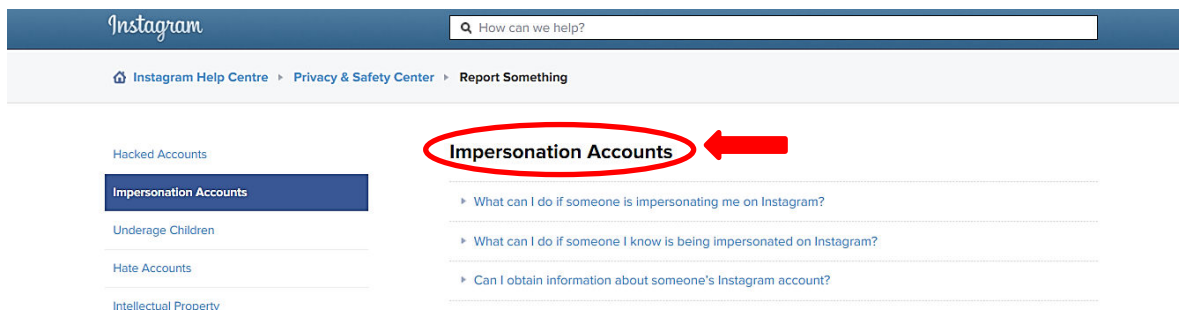 Instagram
How can we help?
Instagram Help Centre Privacy & Safety Center Report Something
Hacked Accounts
Impersonation Accounts
Underage Children
Hate Accounts
Intellectual Property
Impersonation Accounts
What can I do if someone is impersonating me on Instagram?
What can I do if someone I know is being impersonated on Instagram?
Can I obtain information about someone's Instagram account?